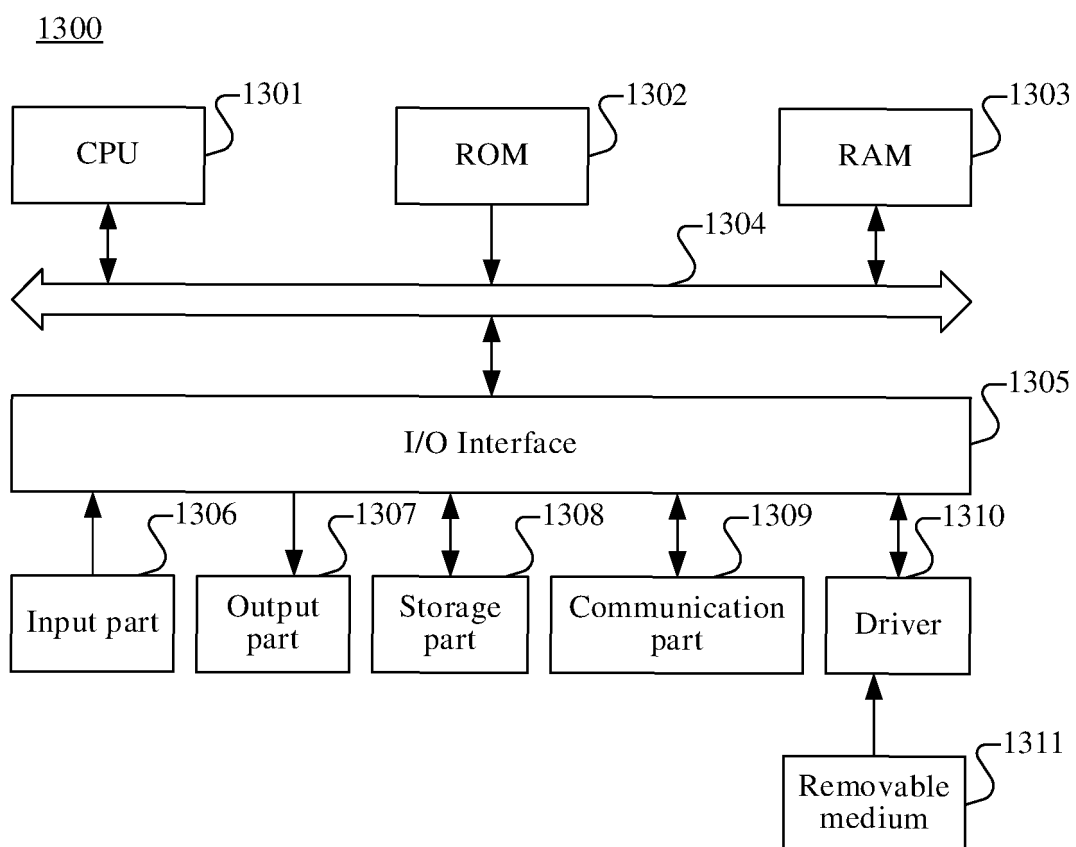 1300
1301
1302
1303
CPU
ROM
RAM
1304
1305
I/O Interface
1306
1307
1308
1309
1310
Input part
Output
part
Storage
part
Communication
part
Driver
1311
Removable
medium